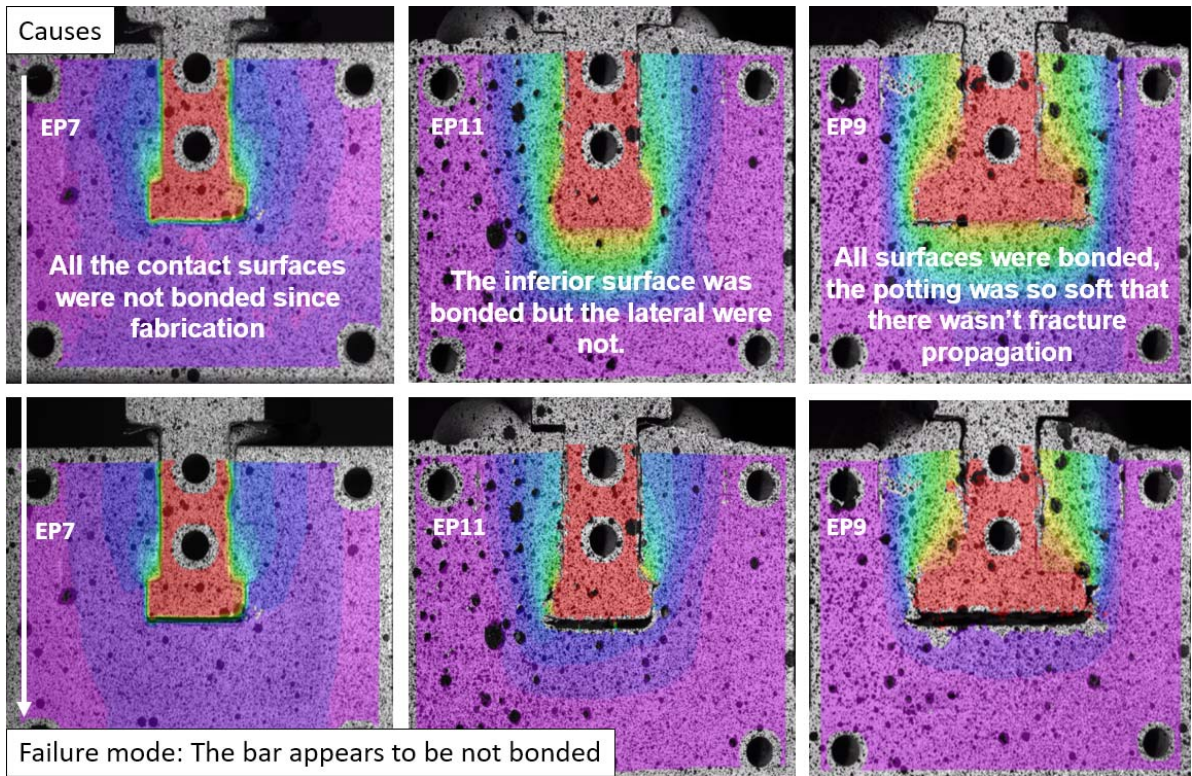 Causes
EP7
EP11
EP9
All the contact surfaces
were not bonded since
fabrication
The inferior surface was
bonded but the lateral were
not.
All surfaces were bonded,
the potting was so soft that
there wasn't fracture
propagation
EP7
EP11
EP9
Failure mode: The bar appears to be not bonded